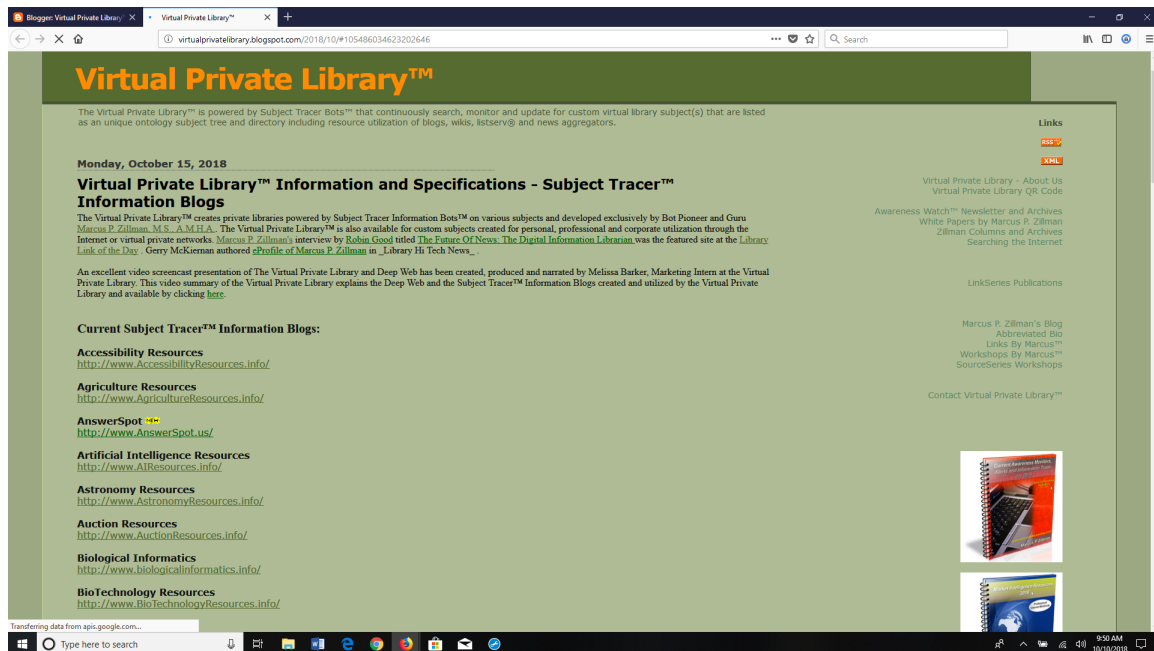 Blogger: Virtual Private Library™
Virtual Private Library™
virtualprivatelibrary.blogspot.com/2018/10/#105486034623202646
Search
Virtual Private Library™
The Virtual Private Library™ is powered by Subject Tracer Bots™ that continuously search, monitor and update for custom virtual library subject(s) that are listed
as an unique ontology subject tree and directory including resource utilization of blogs, wikis, listserv® and news aggregators.
Links
RSS
XML
Monday, October 15, 2018
Virtual Private Library™ Information and Specifications - Subject Tracer™
Information Blogs
The Virtual Private Library™ creates private libraries powered by Subject Tracer Information Bots™ on various subjects and developed exclusively by Bot Pioneer and Guru
Marcus P. Zillman, M.S., A.M.H.A.. The Virtual Private Library™ is also available for custom subjects created for personal, professional and corporate utilization through the
Internet or virtual private networks. Marcus P. Zillman's interview by Robin Good titled The Future Of News: The Digital Information Librarian was the featured site at the Library
Link of the Day . Gerry McKiernan authored eProfile of Marcus P. Zillman in _Library Hi Tech News_ .
An excellent video screencast presentation of The Virtual Private Library and Deep Web has been created, produced and narrated by Melissa Barker, Marketing Intern at the Virtual
Private Library. This video summary of the Virtual Private Library explains the Deep Web and the Subject Tracer™ Information Blogs created and utilized by the Virtual Private
Library and available by clicking here.
Current Subject Tracer™ Information Blogs:
Accessibility Resources
http://www.AccessibilityResources.info/
Agriculture Resources
http://www.AgricultureResources.info/
AnswerSpot NEW
http://www.AnswerSpot.us/
Artificial Intelligence Resources
http://www.AIResources.info/
Astronomy Resources
http://www.AstronomyResources.info/
Auction Resources
http://www.AuctionResources.info/
Biological Informatics
http://www.biologicalinformatics.info/
BioTechnology Resources
http://www.BioTechnologyResources.info/
Virtual Private Library - About Us
Virtual Private Library QR Code
Awareness Watch™ Newsletter and Archives
White Papers by Marcus P. Zillman
Zillman Columns and Archives
Searching the Internet
LinkSeries Publications
Marcus P. Zillman's Blog
Abbreviated Bio
Links By Marcus™
Workshops By Marcus™
SourceSeries Workshops
Contact Virtual Private Library™
Transferring data from apis.google.com...
Type here to search
9:50 AM
10/10/2018